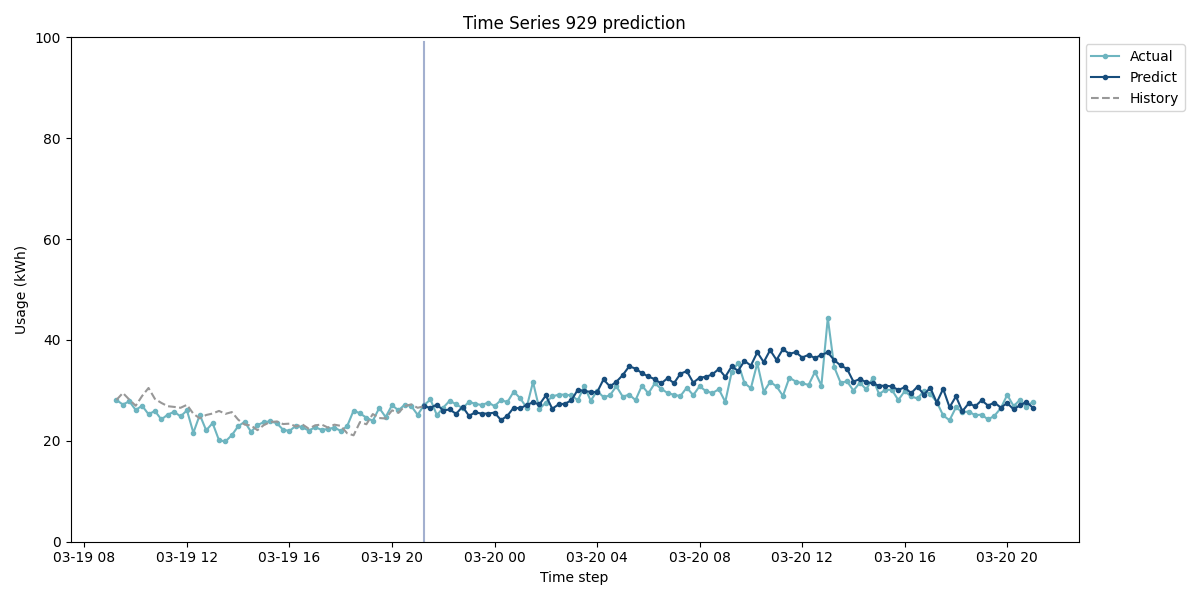 Time Series 929 prediction
100
80
60
40
20
0
Usage (kWh)
03-19 08 03-19 12 03-19 16 03-19 20 03-20 00 03-20 04 03-20 08 03-20 12 03-20 16 03-20 20
Time step
Actual
Predict
History